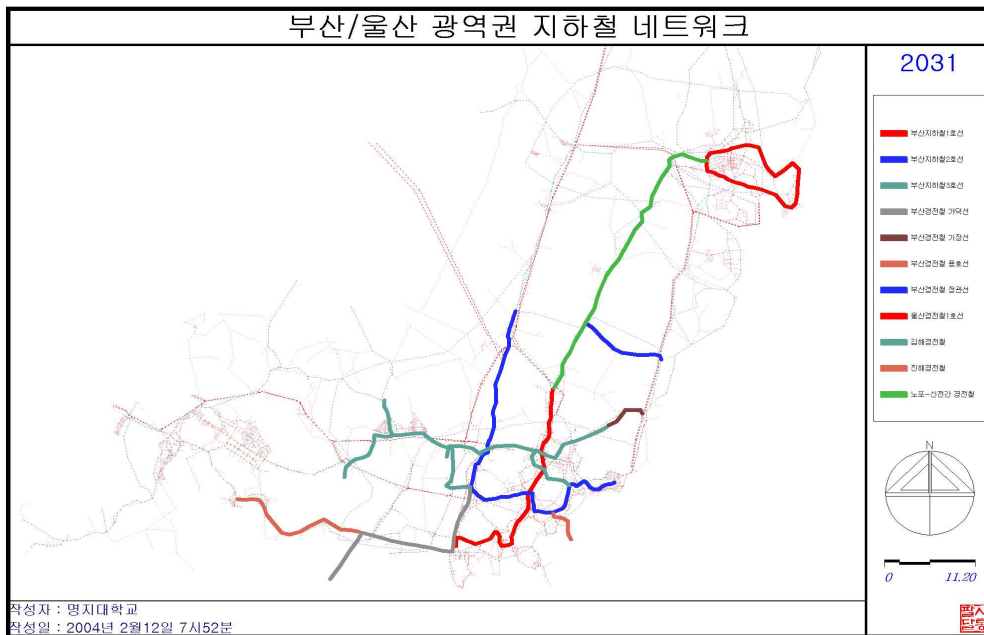 부산/울산 광역권 지하철 네트워크
2031
부산지하철1호선
부산지하철2호선
부산지하철3호선
부산경전철 가덕선
부산경전철 기장선
부산경전철 용호선
부산경전철 정관선
울산경전철1호선
김해경전철
진해경전철
노포-신전간 경전철
N
0 11.20
작성자 : 명지대학교
작성일 : 2004년 2월12일 7시52분